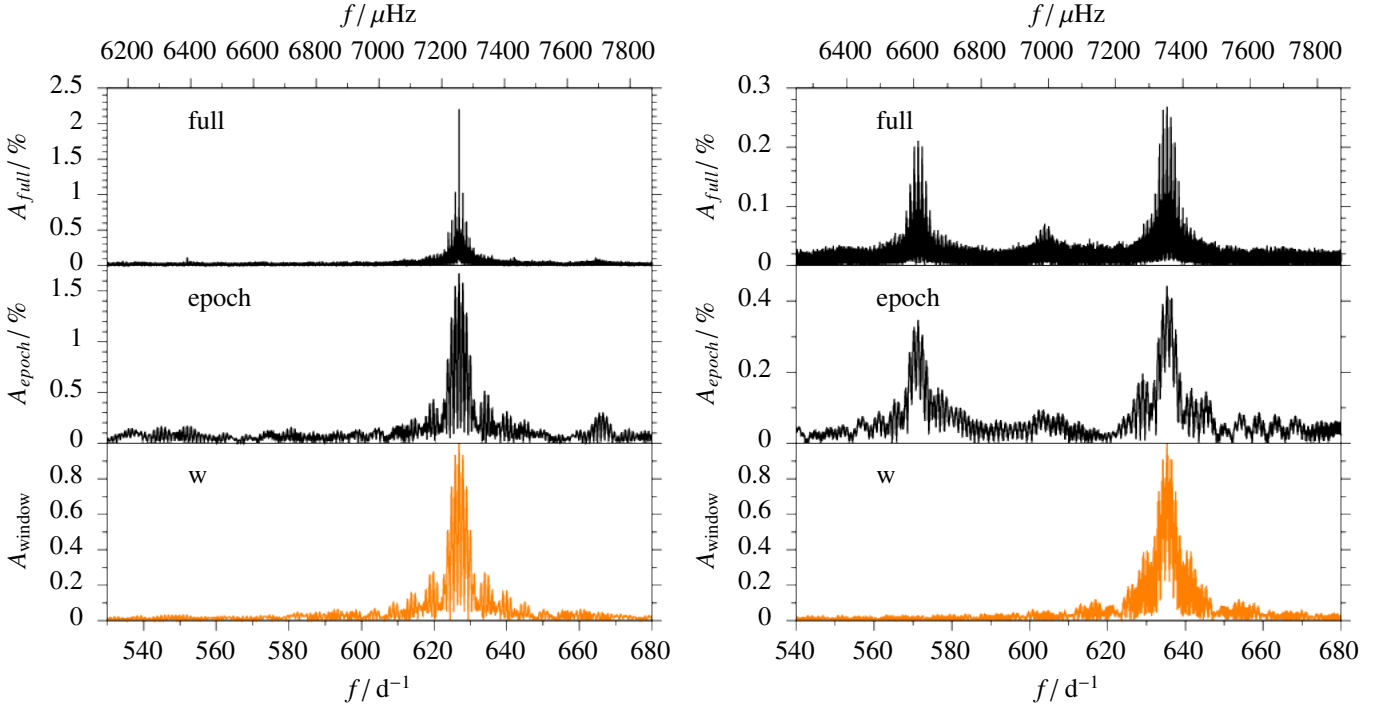 f / μHz
6200 6400 6600 6800 7000 7200 7400 7600 7800
2.5
2
1.5
1
0.5
0
A_full / %
full
1.5
1
0.5
0
A_epoch / %
epoch
0.8
0.6
0.4
0.2
0
A_window
w
540 560 580 600 620 640 660 680
f / d⁻¹
f / μHz
6400 6600 6800 7000 7200 7400 7600 7800
0.3
0.2
0.1
0
A_full / %
full
0.4
0.2
0
A_epoch / %
epoch
0.8
0.6
0.4
0.2
0
A_window
w
540 560 580 600 620 640 660 680
f / d⁻¹